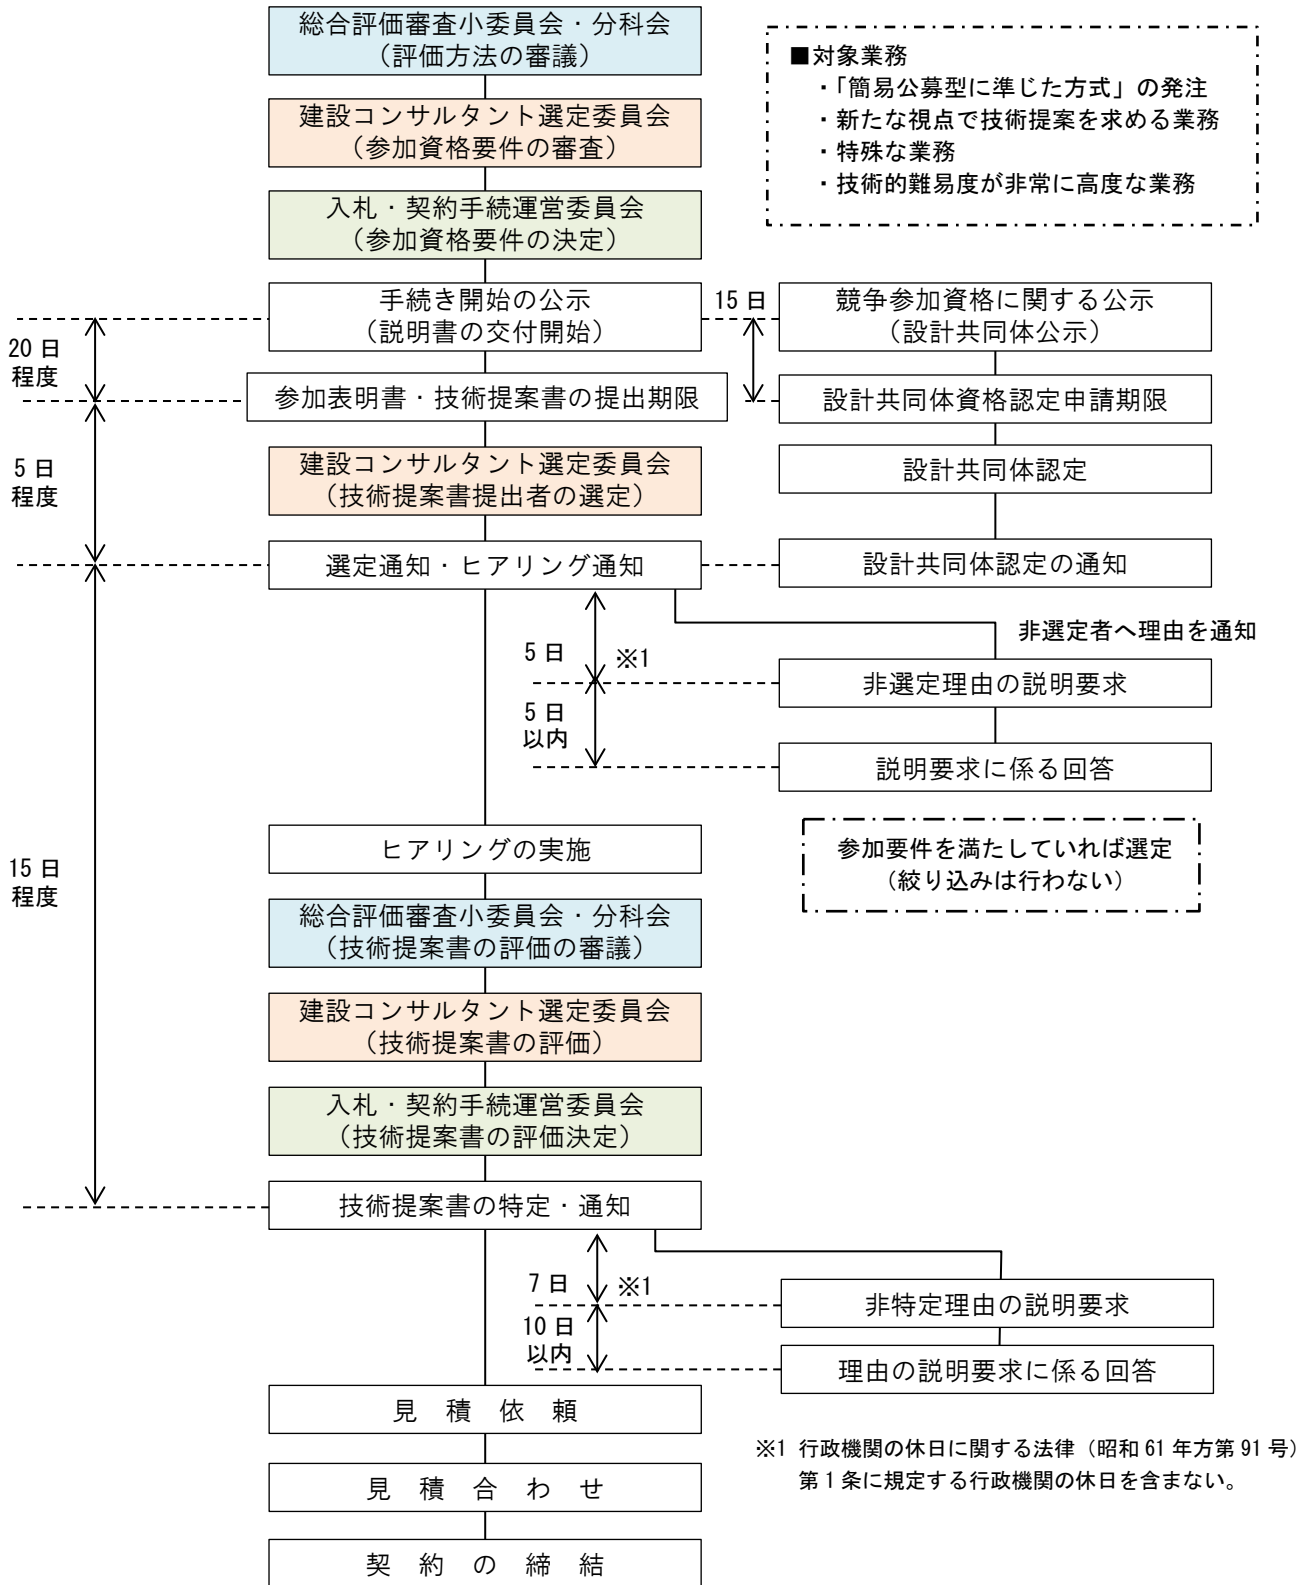 総合評価審査小委員会・分科会
（評価方法の審議）
■対象業務
・「簡易公募型に準じた方式」の発注
・新たな視点で技術提案を求める業務
・特殊な業務
・技術的難易度が非常に高度な業務
建設コンサルタント選定委員会
（参加資格要件の審査）
入札・契約手続運営委員会
（参加資格要件の決定）
手続き開始の公示
（説明書の交付開始）
15 日
競争参加資格に関する公示
（設計共同体公示）
20 日
程度
参加表明書・技術提案書の提出期限
設計共同体資格認定申請期限
5 日
程度
建設コンサルタント選定委員会
（技術提案書提出者の選定）
設計共同体認定
選定通知・ヒアリング通知
設計共同体認定の通知
非選定者へ理由を通知
5 日
※1
非選定理由の説明要求
5 日
以内
説明要求に係る回答
15 日
程度
ヒアリングの実施
参加要件を満たしていれば選定
（絞り込みは行わない）
総合評価審査小委員会・分科会
（技術提案書の評価の審議）
建設コンサルタント選定委員会
（技術提案書の評価）
入札・契約手続運営委員会
（技術提案書の評価決定）
技術提案書の特定・通知
7 日
※1
非特定理由の説明要求
10 日
以内
理由の説明要求に係る回答
見 積 依 頼
※1 行政機関の休日に関する法律（昭和 61 年方第 91 号）
第 1 条に規定する行政機関の休日を含まない。
見 積 合 わ せ
契 約 の 締 結